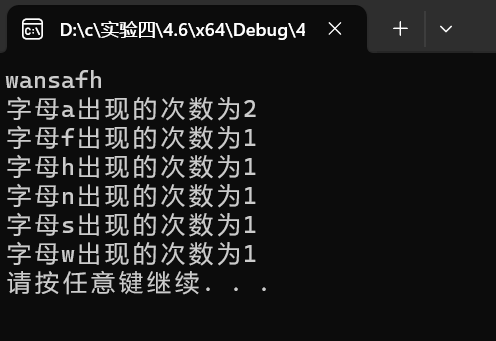 D:\c\实验四\4.6\x64\Debug\4
wansafh
字母a出现的次数为2
字母f出现的次数为1
字母h出现的次数为1
字母n出现的次数为1
字母s出现的次数为1
字母w出现的次数为1
请按任意键继续. . .